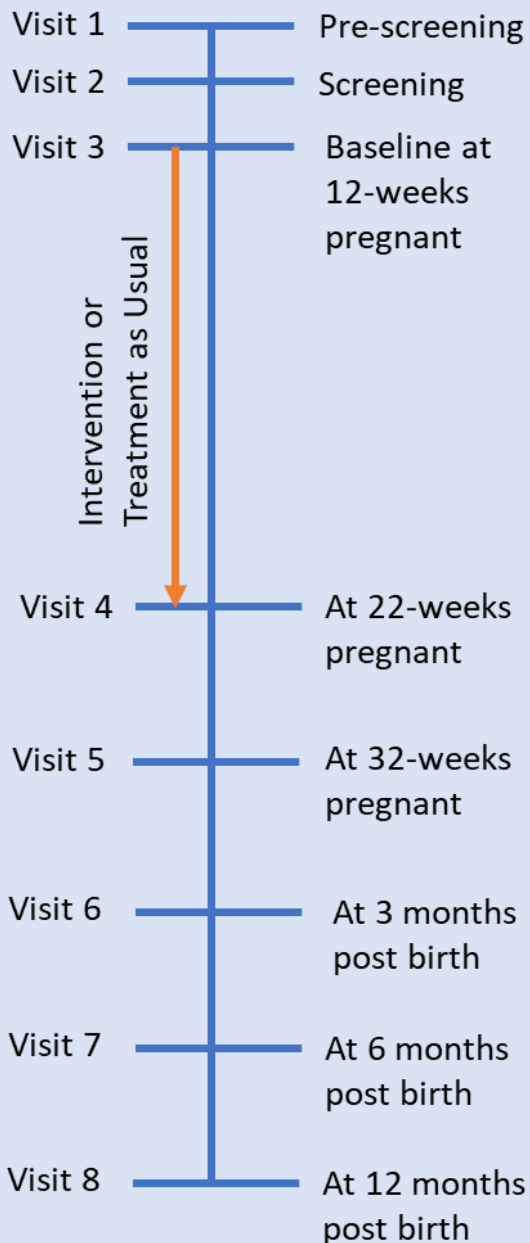 Visit 1
Pre-screening
Visit 2
Screening
Visit 3
Baseline at
12-weeks
pregnant
Intervention or
Treatment as Usual
Visit 4
At 22-weeks
pregnant
Visit 5
At 32-weeks
pregnant
Visit 6
At 3 months
post birth
Visit 7
At 6 months
post birth
Visit 8
At 12 months
post birth